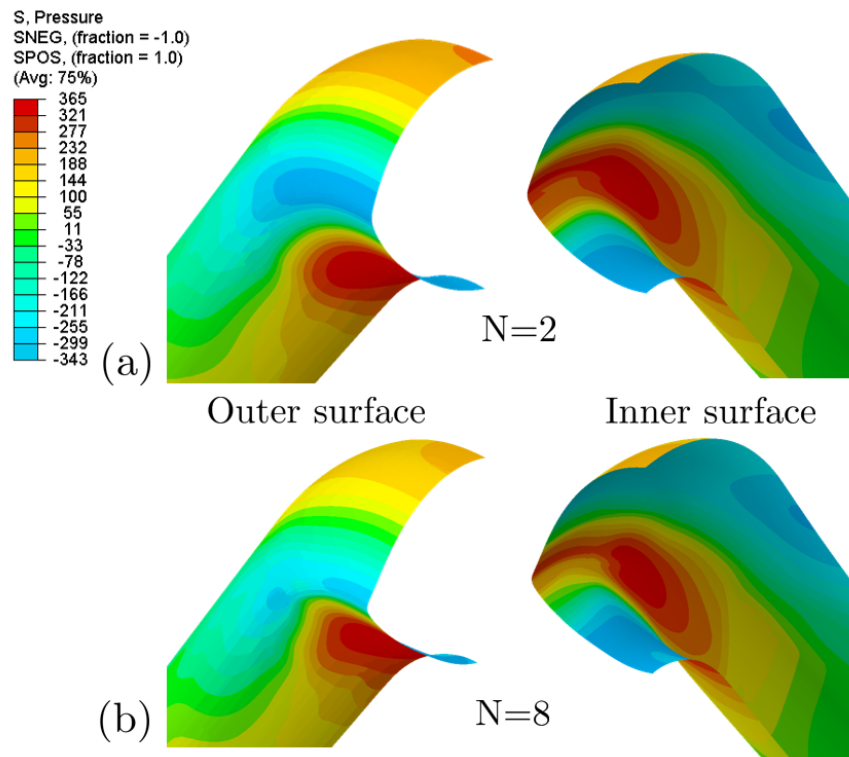 S, Pressure
SNEG, (fraction = -1.0)
SPOS, (fraction = 1.0)
(Avg: 75%)
365
321
277
232
188
144
100
55
11
-33
-78
-122
-166
-211
-255
-299
-343
(a)
N=2
Outer surface
Inner surface
(b)
N=8